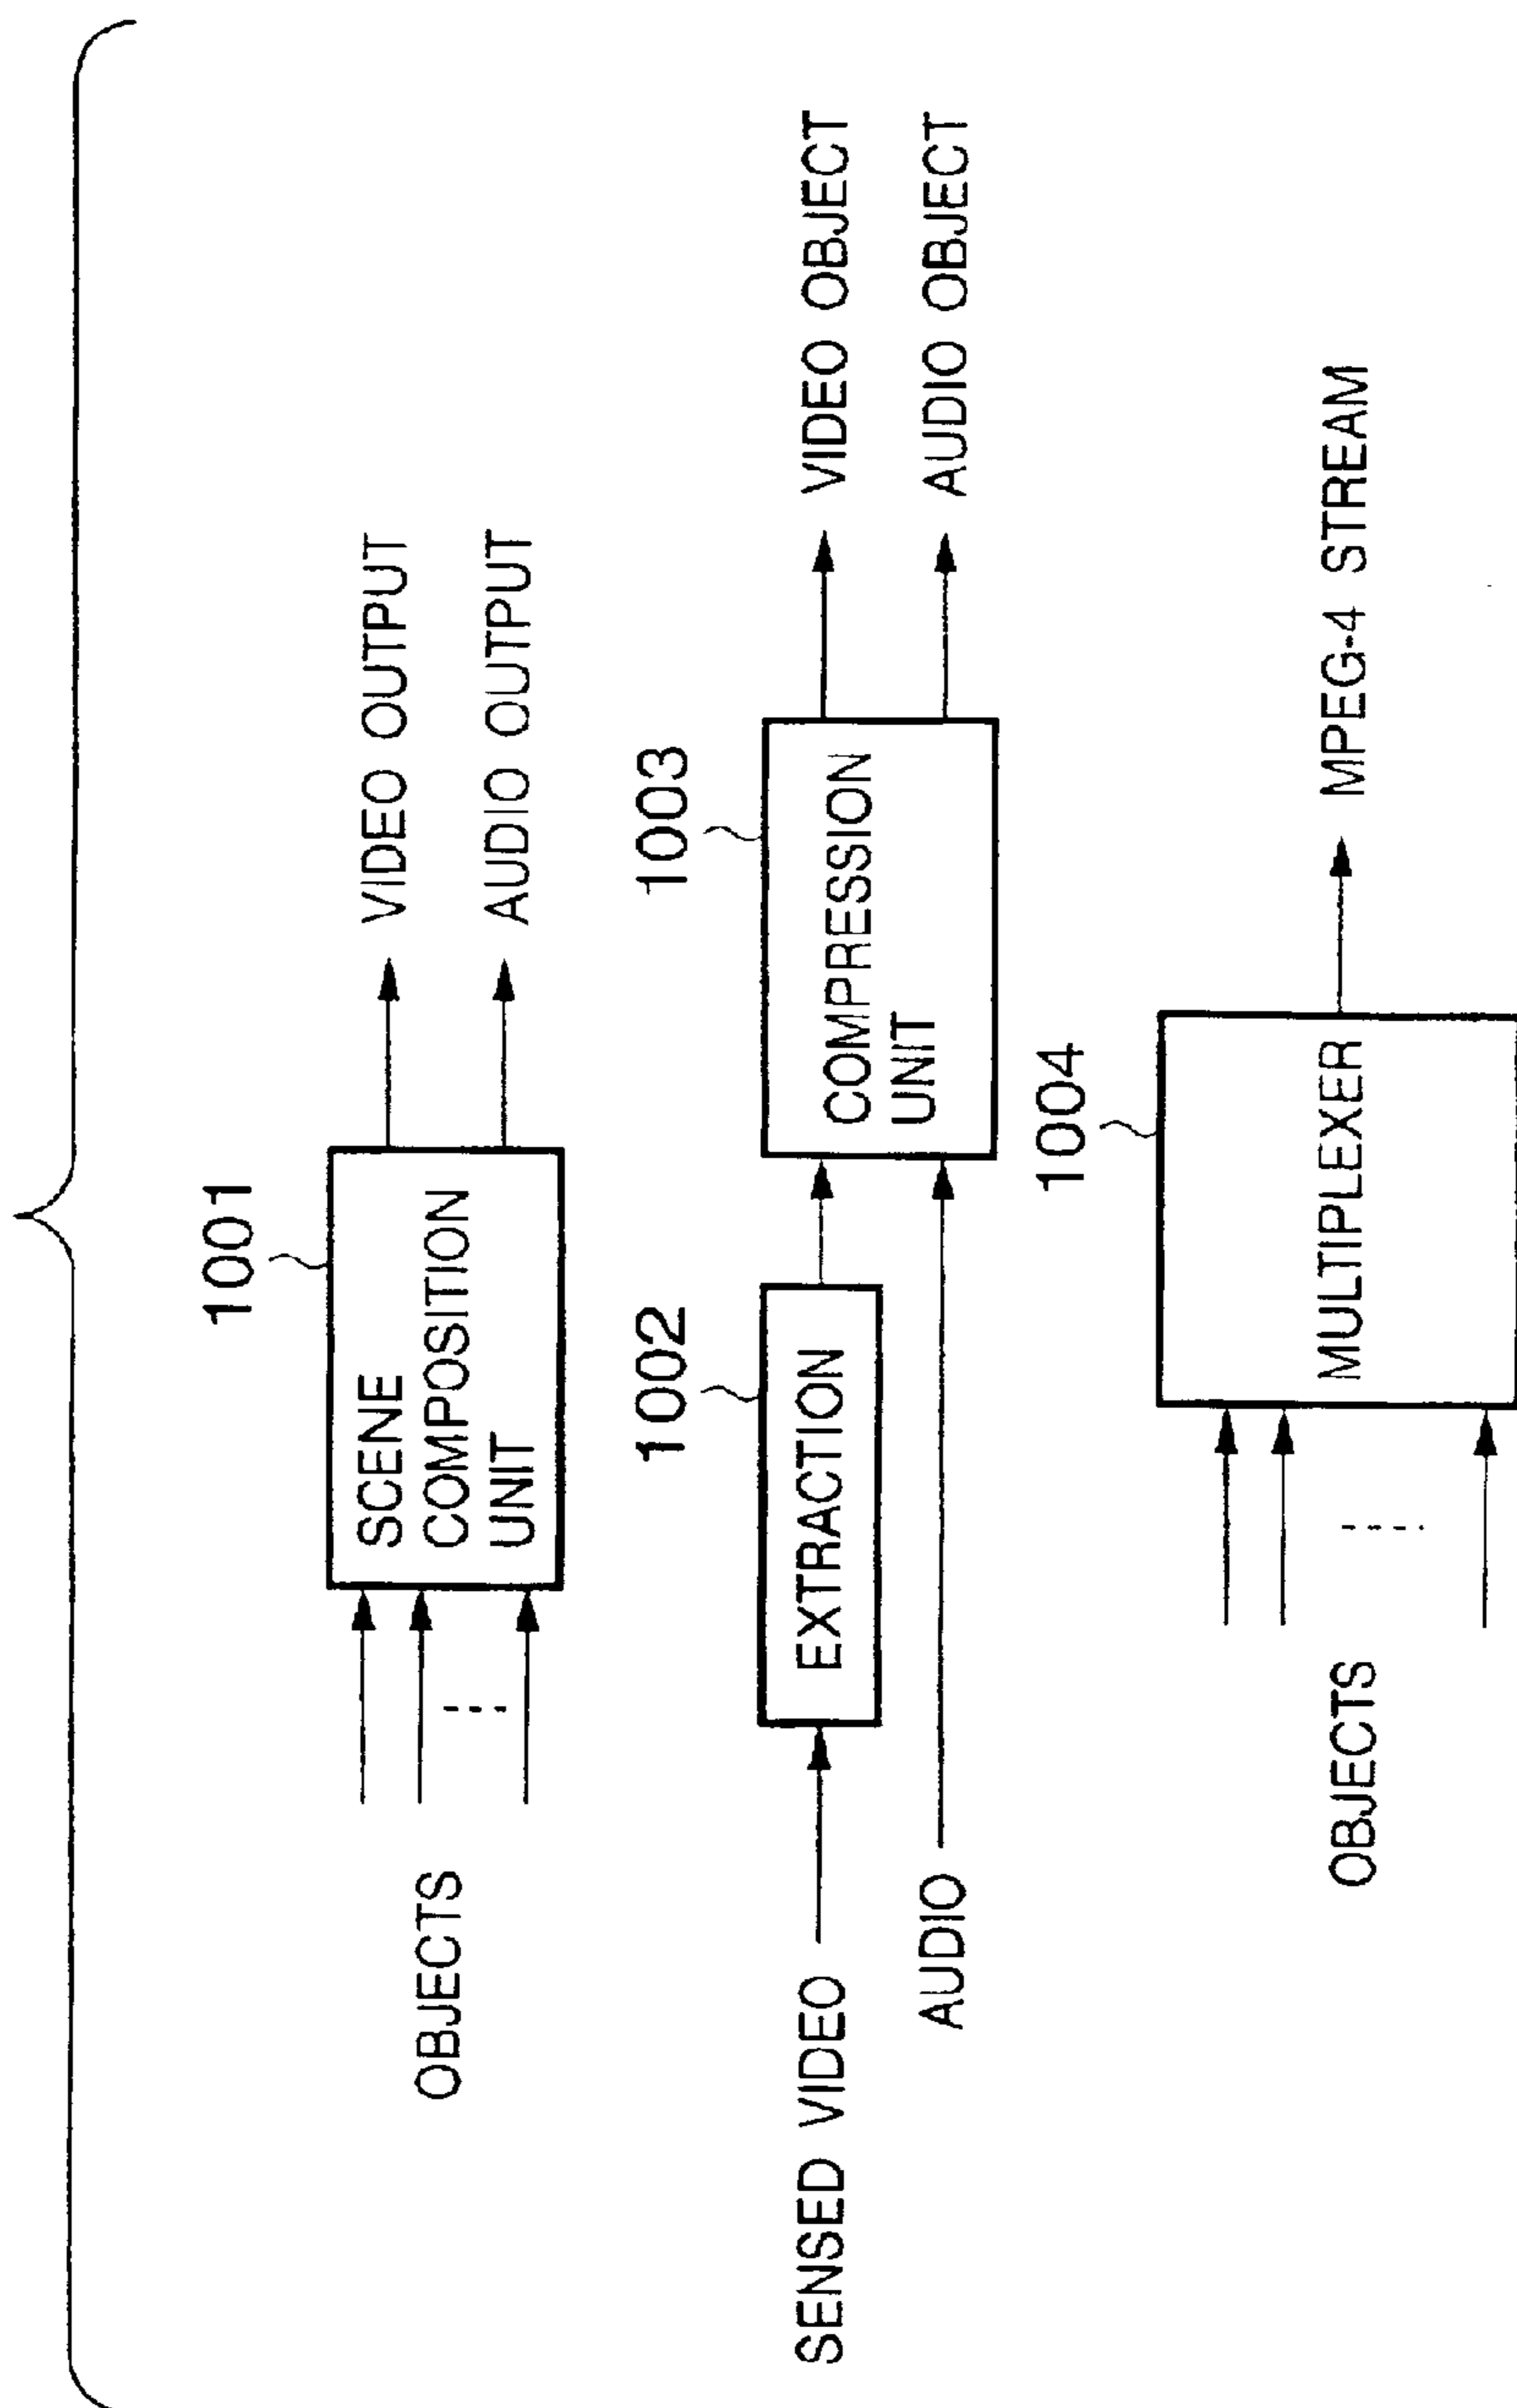 1001
OBJECTS
SCENE
COMPOSITION
UNIT
VIDEO OUTPUT
AUDIO OUTPUT
1002
1003
SENSED VIDEO
EXTRACTION
AUDIO
COMPRESSION
UNIT
VIDEO OBJECT
AUDIO OBJECT
1004
OBJECTS
MULTIPLEXER
MPEG-4 STREAM